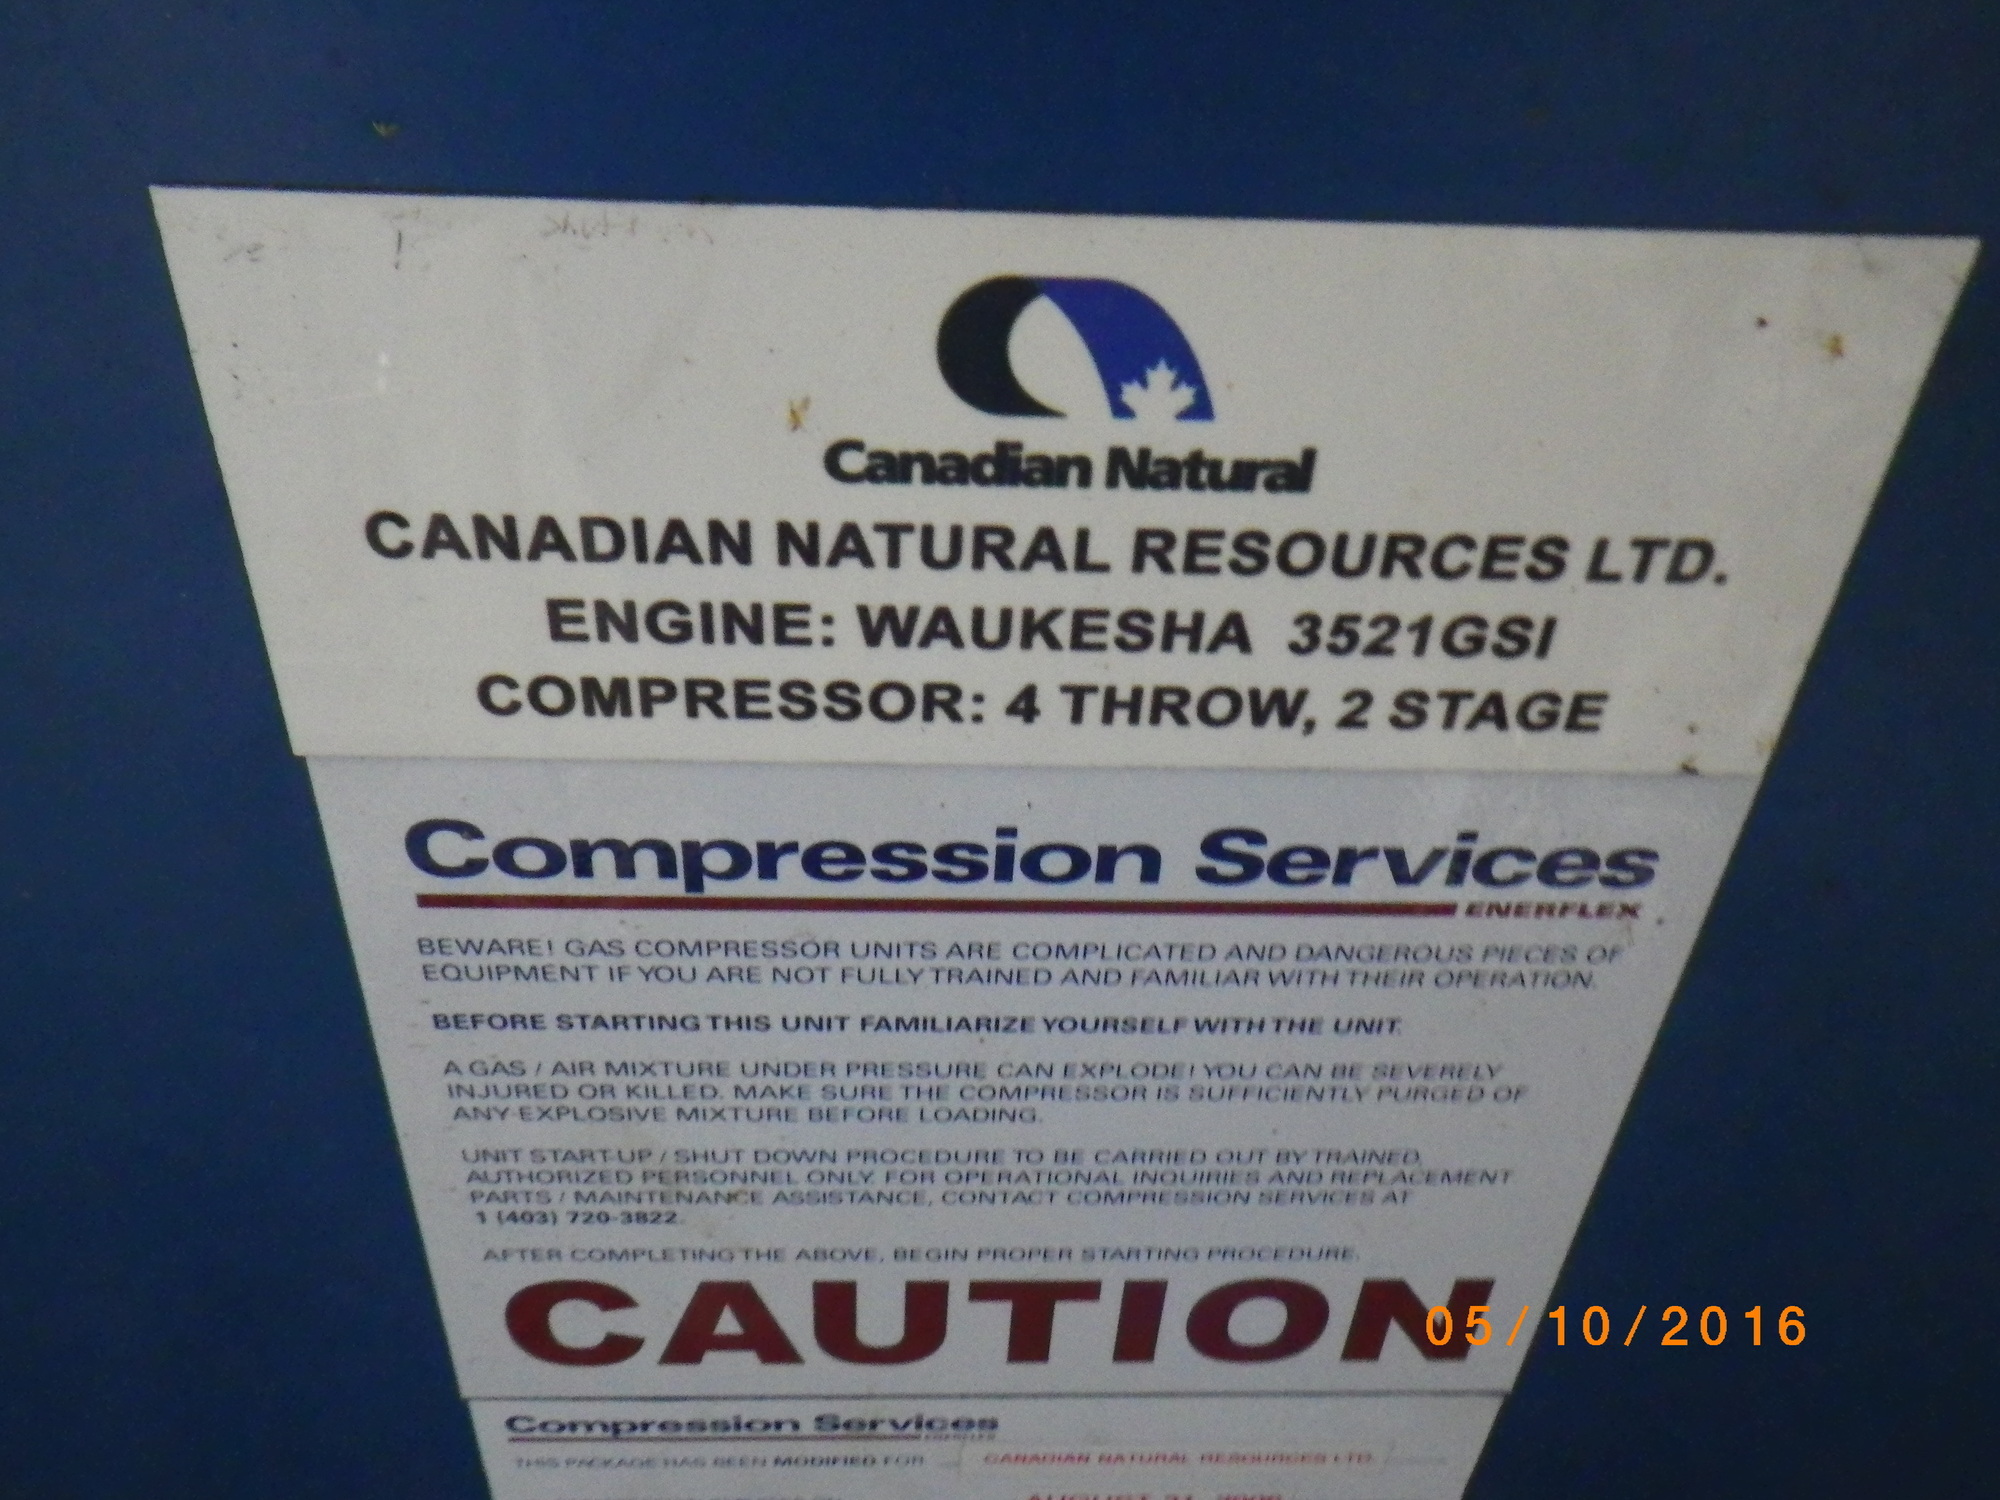 Canadian Natural
CANADIAN NATURAL RESOURCES LTD.
ENGINE: WAUKESHA 3521GSI
COMPRESSOR: 4 THROW, 2 STAGE
Compression Services
ENERFLEX
BEWARE! GAS COMPRESSOR UNITS ARE COMPLICATED AND DANGEROUS PIECES OF
EQUIPMENT IF YOU ARE NOT FULLY TRAINED AND FAMILIAR WITH THEIR OPERATION.
BEFORE STARTING THIS UNIT FAMILIARIZE YOURSELF WITH THE UNIT.
A GAS / AIR MIXTURE UNDER PRESSURE CAN EXPLODE! YOU CAN BE SEVERELY
INJURED OR KILLED. MAKE SURE THE COMPRESSOR IS SUFFICIENTLY PURGED OF
ANY EXPLOSIVE MIXTURE BEFORE LOADING.
UNIT START-UP / SHUT DOWN PROCEDURE TO BE CARRIED OUT BY TRAINED,
AUTHORIZED PERSONNEL ONLY. FOR OPERATIONAL INQUIRIES AND REPLACEMENT
PARTS / MAINTENANCE ASSISTANCE, CONTACT COMPRESSION SERVICES AT
1 (403) 720-3822.
AFTER COMPLETING THE ABOVE, BEGIN PROPER STARTING PROCEDURE.
CAUTION
05/10/2016
Compression Services
THIS PACKAGE HAS BEEN MODIFIED FOR CANADIAN NATURAL RESOURCES LTD.